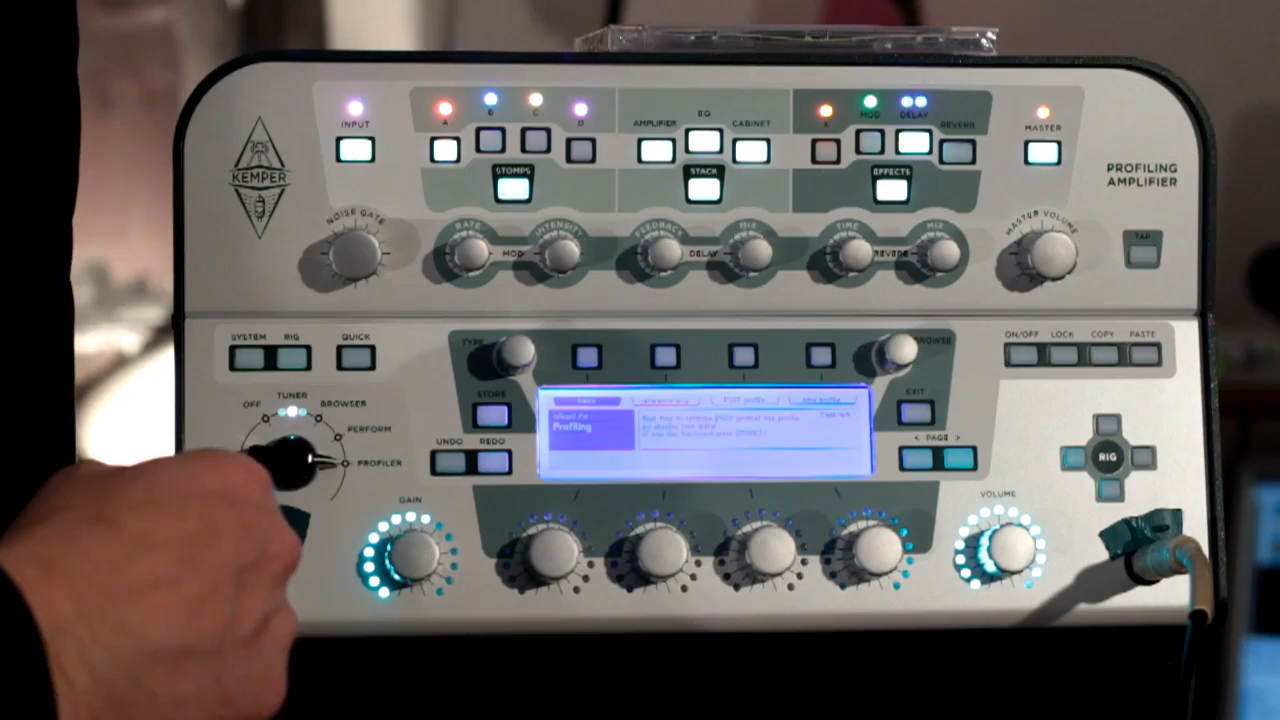 INPUT
A
B
C
D
AMPLIFIER
EQ
CABINET
X
MOD
DELAY
REVERB
MASTER
STOMPS
STACK
EFFECTS
KEMPER
PROFILING
AMPLIFIER
NOISE GATE
RATE
INTENSITY
FEEDBACK
MIX
TIME
MIX
MASTER VOLUME
TAP
MOD
DELAY
REVERB
SYSTEM
RIG
QUICK
TYPE
BROWSE
ON/OFF
LOCK
COPY
PASTE
OFF
TUNER
BROWSER
PERFORM
PROFILER
STORE
EXIT
UNDO
REDO
< PAGE >
RIG
Profiling
GAIN
VOLUME